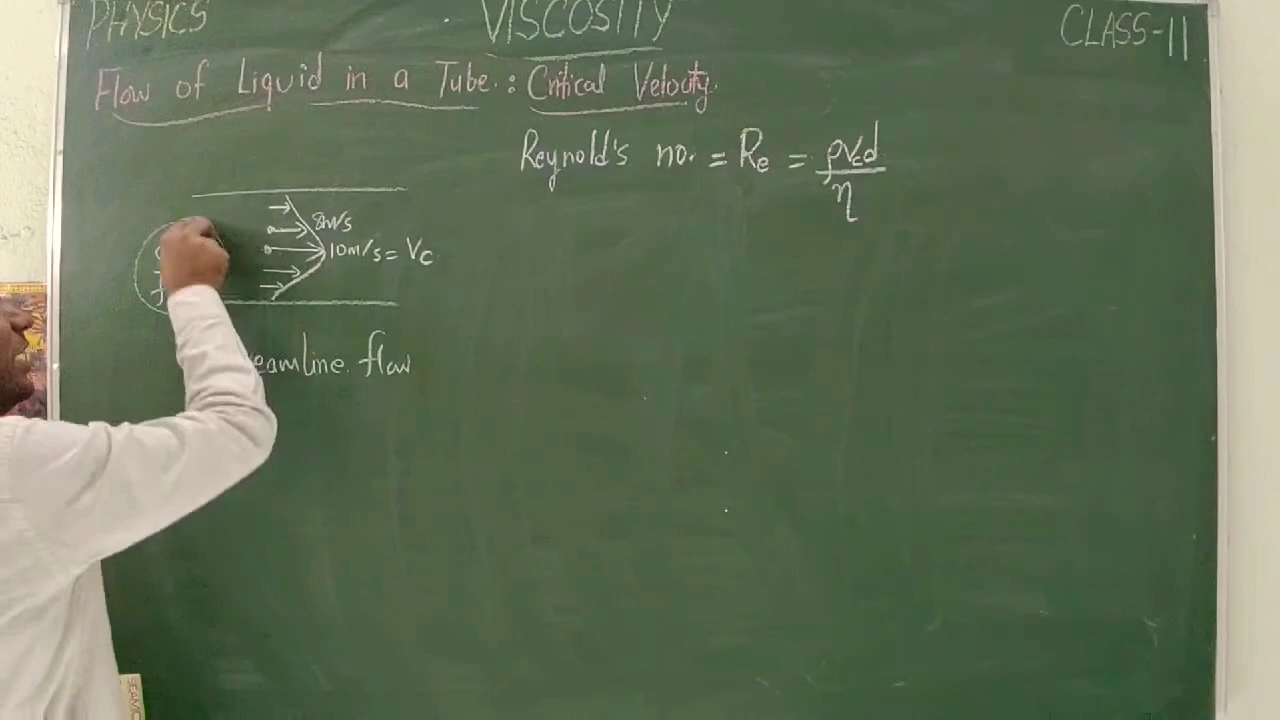 PHYSICS VISCOSITY CLASS-11
Flow of Liquid in a Tube : Critical Velocity
Reynold's no. = Re = ρVcd/η
8m/s
10m/s = Vc
flow